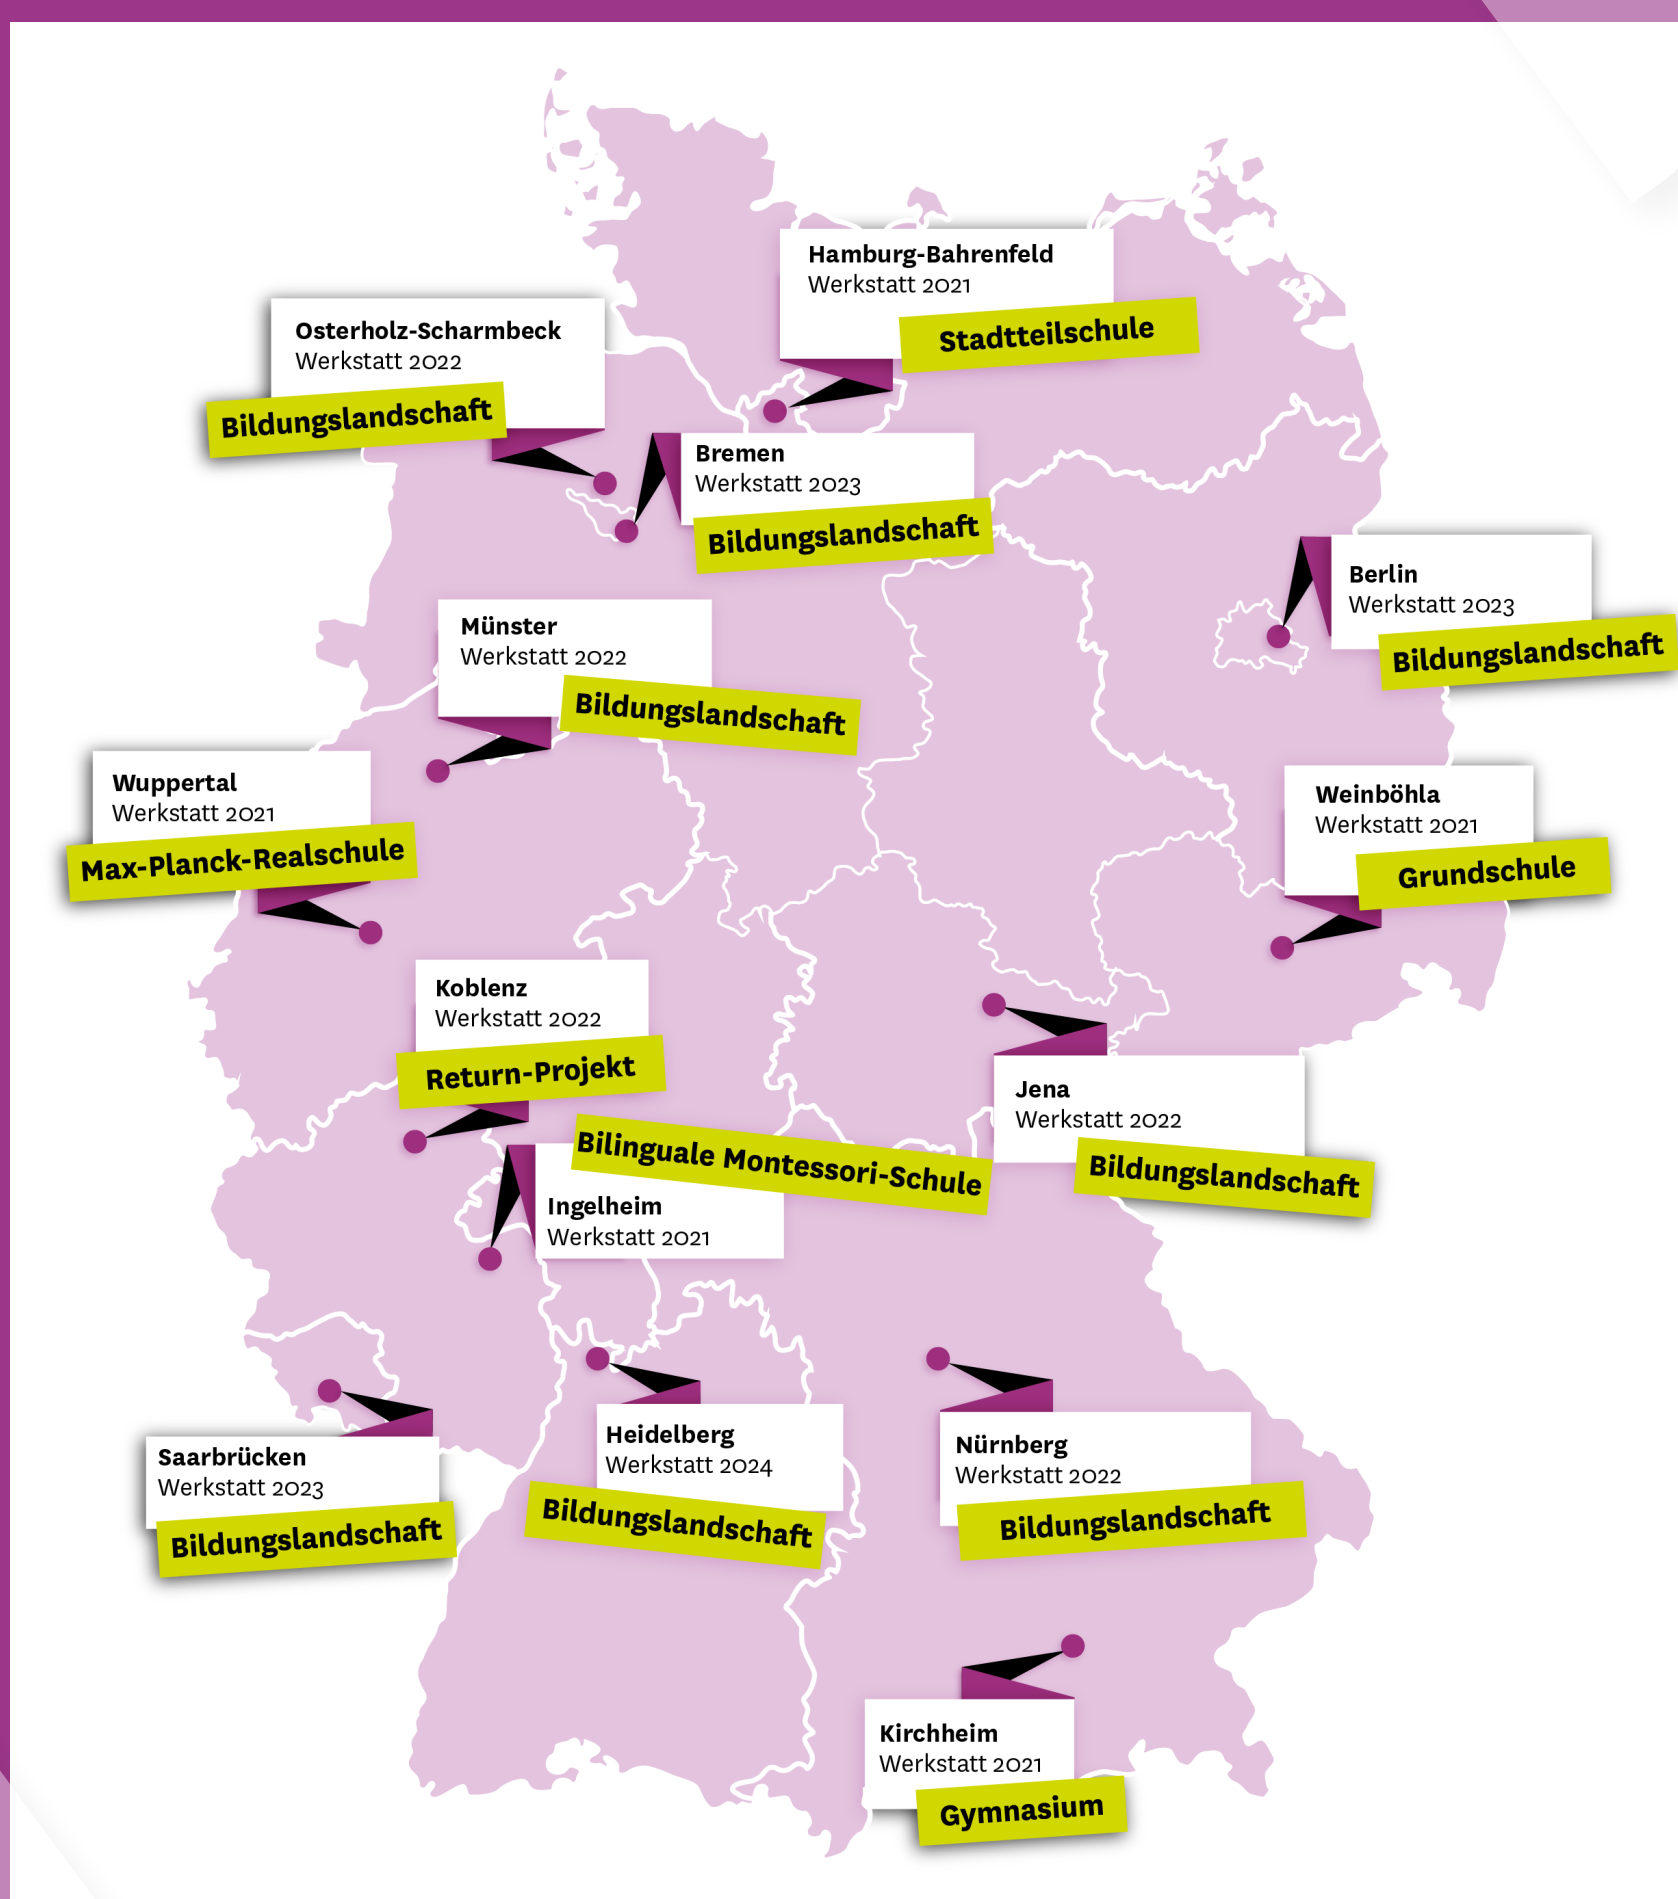 Hamburg-Bahrenfeld
Werkstatt 2021
Stadtteilschule
Osterholz-Scharmbeck
Werkstatt 2022
Bildungslandschaft
Bremen
Werkstatt 2023
Bildungslandschaft
Berlin
Werkstatt 2023
Bildungslandschaft
Münster
Werkstatt 2022
Bildungslandschaft
Wuppertal
Werkstatt 2021
Max-Planck-Realschule
Weinböhla
Werkstatt 2021
Grundschule
Koblenz
Werkstatt 2022
Return-Projekt
Jena
Werkstatt 2022
Bildungslandschaft
Bilinguale Montessori-Schule
Ingelheim
Werkstatt 2021
Saarbrücken
Werkstatt 2023
Bildungslandschaft
Heidelberg
Werkstatt 2024
Bildungslandschaft
Nürnberg
Werkstatt 2022
Bildungslandschaft
Kirchheim
Werkstatt 2021
Gymnasium